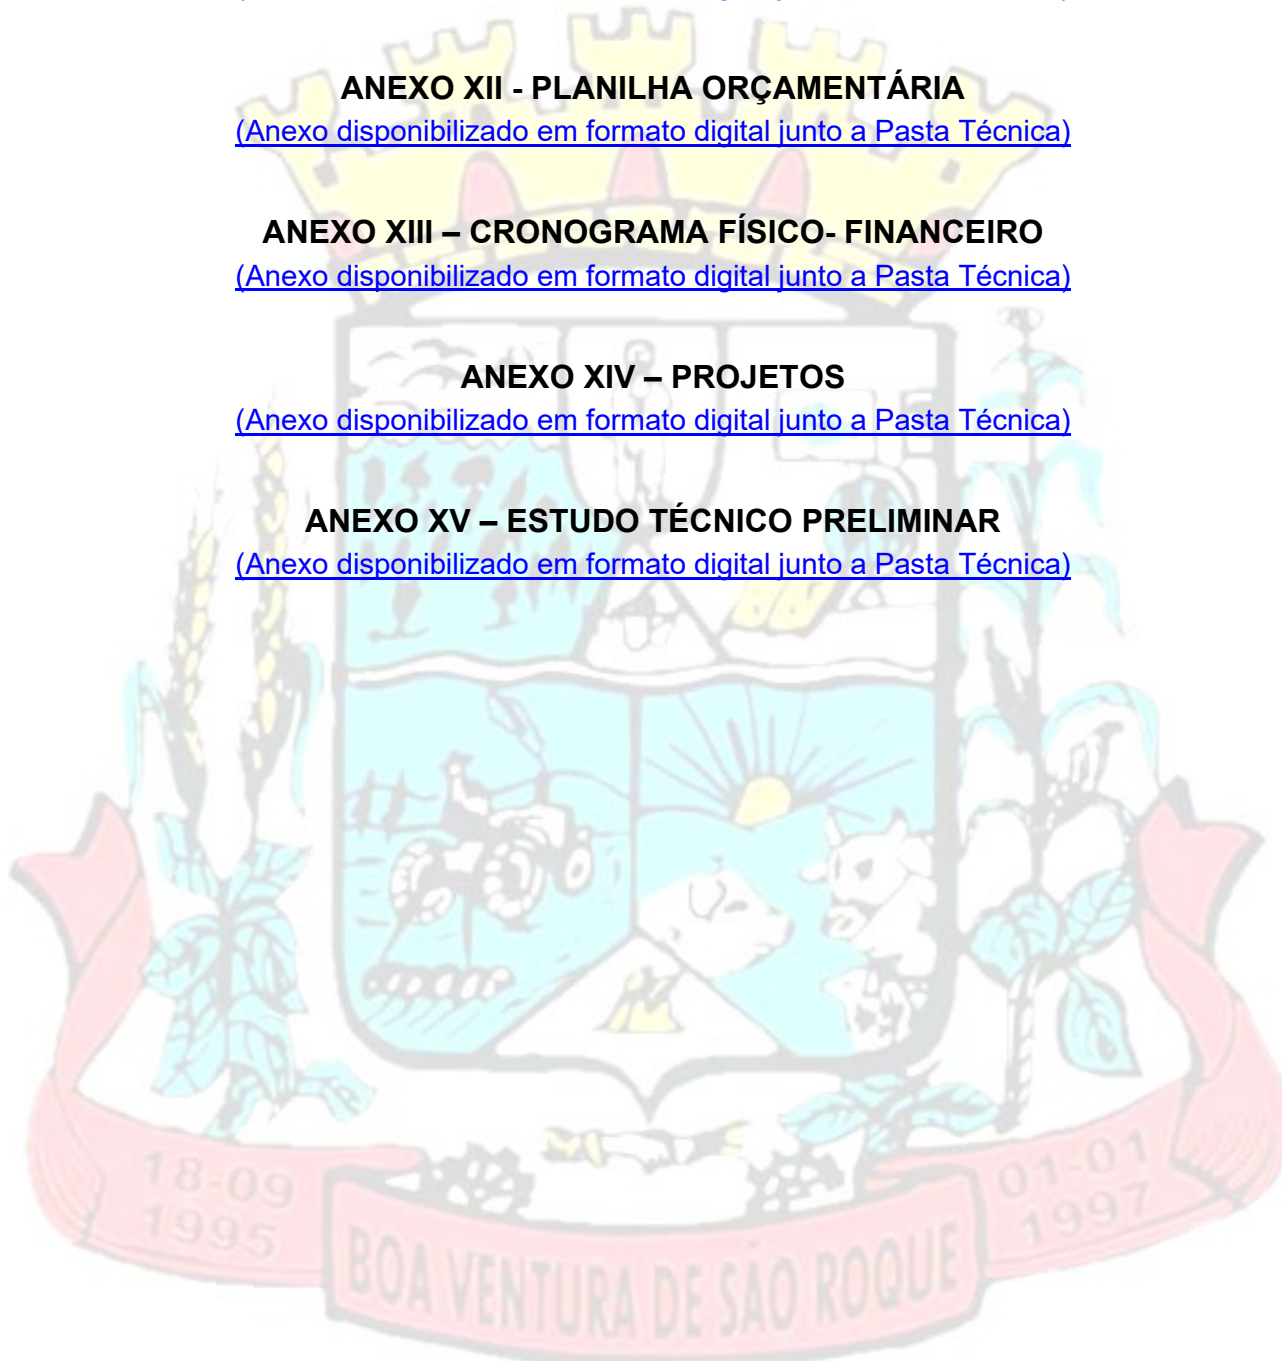 ANEXO XII - PLANILHA ORÇAMENTÁRIA
(Anexo disponibilizado em formato digital junto a Pasta Técnica)
ANEXO XIII – CRONOGRAMA FÍSICO- FINANCEIRO
(Anexo disponibilizado em formato digital junto a Pasta Técnica)
ANEXO XIV – PROJETOS
(Anexo disponibilizado em formato digital junto a Pasta Técnica)
ANEXO XV – ESTUDO TÉCNICO PRELIMINAR
(Anexo disponibilizado em formato digital junto a Pasta Técnica)
18-09
1995
BOA VENTURA DE SÃO ROQUE
01-01
1997